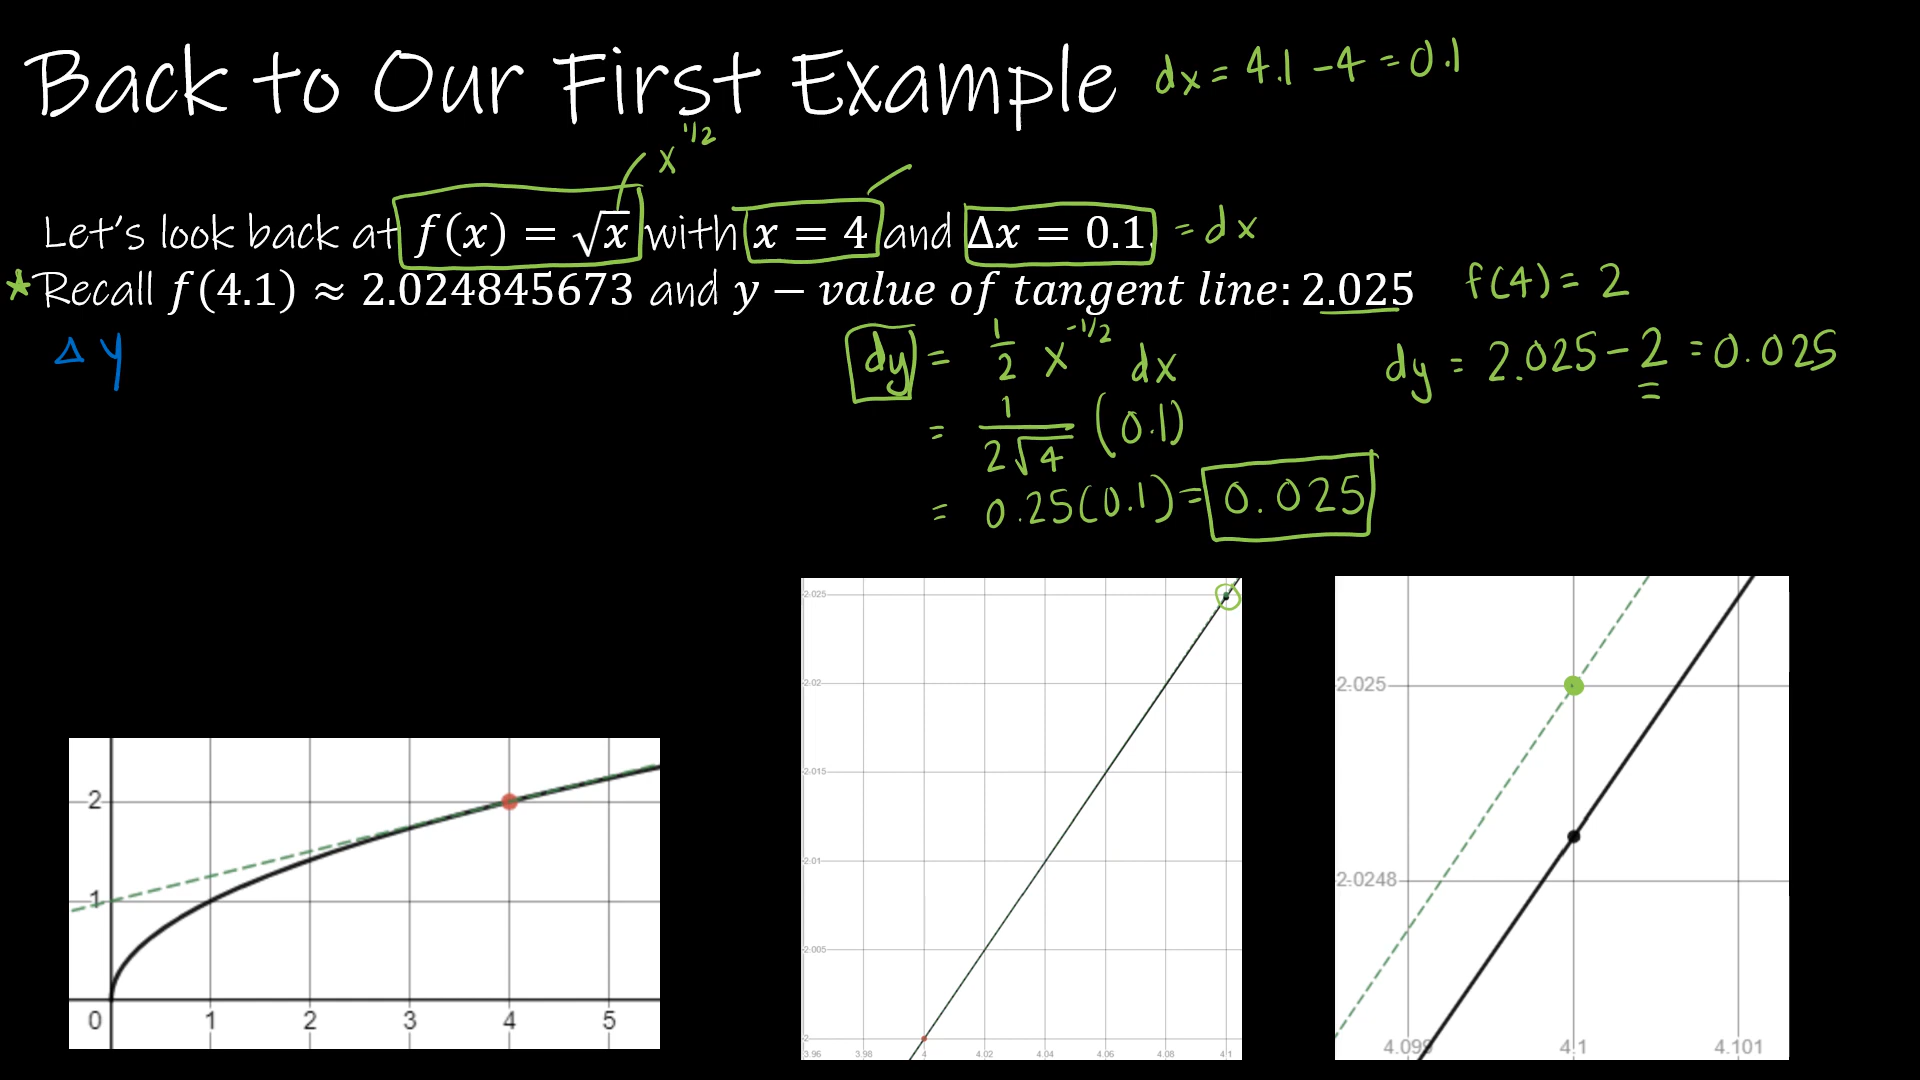 Back to Our First Example
dx = 4.1 - 4 = 0.1
x^1/2
Let's look back at f(x) = √x with x = 4 and Δx = 0.1. = dx
★ Recall f(4.1) ≈ 2.024845673 and y − value of tangent line: 2.025
f(4) = 2
Δy
dy = 1/2 x^-1/2 dx
dy = 2.025 - 2 = 0.025
= 1/(2√4) (0.1)
= 0.25(0.1) = 0.025
2
1
0 1 2 3 4 5
2.025
2.02
2.015
2.01
2.005
2
3.96 3.98 4 4.02 4.04 4.06 4.08 4.1
2.025
2.0248
4.099 4.1 4.101